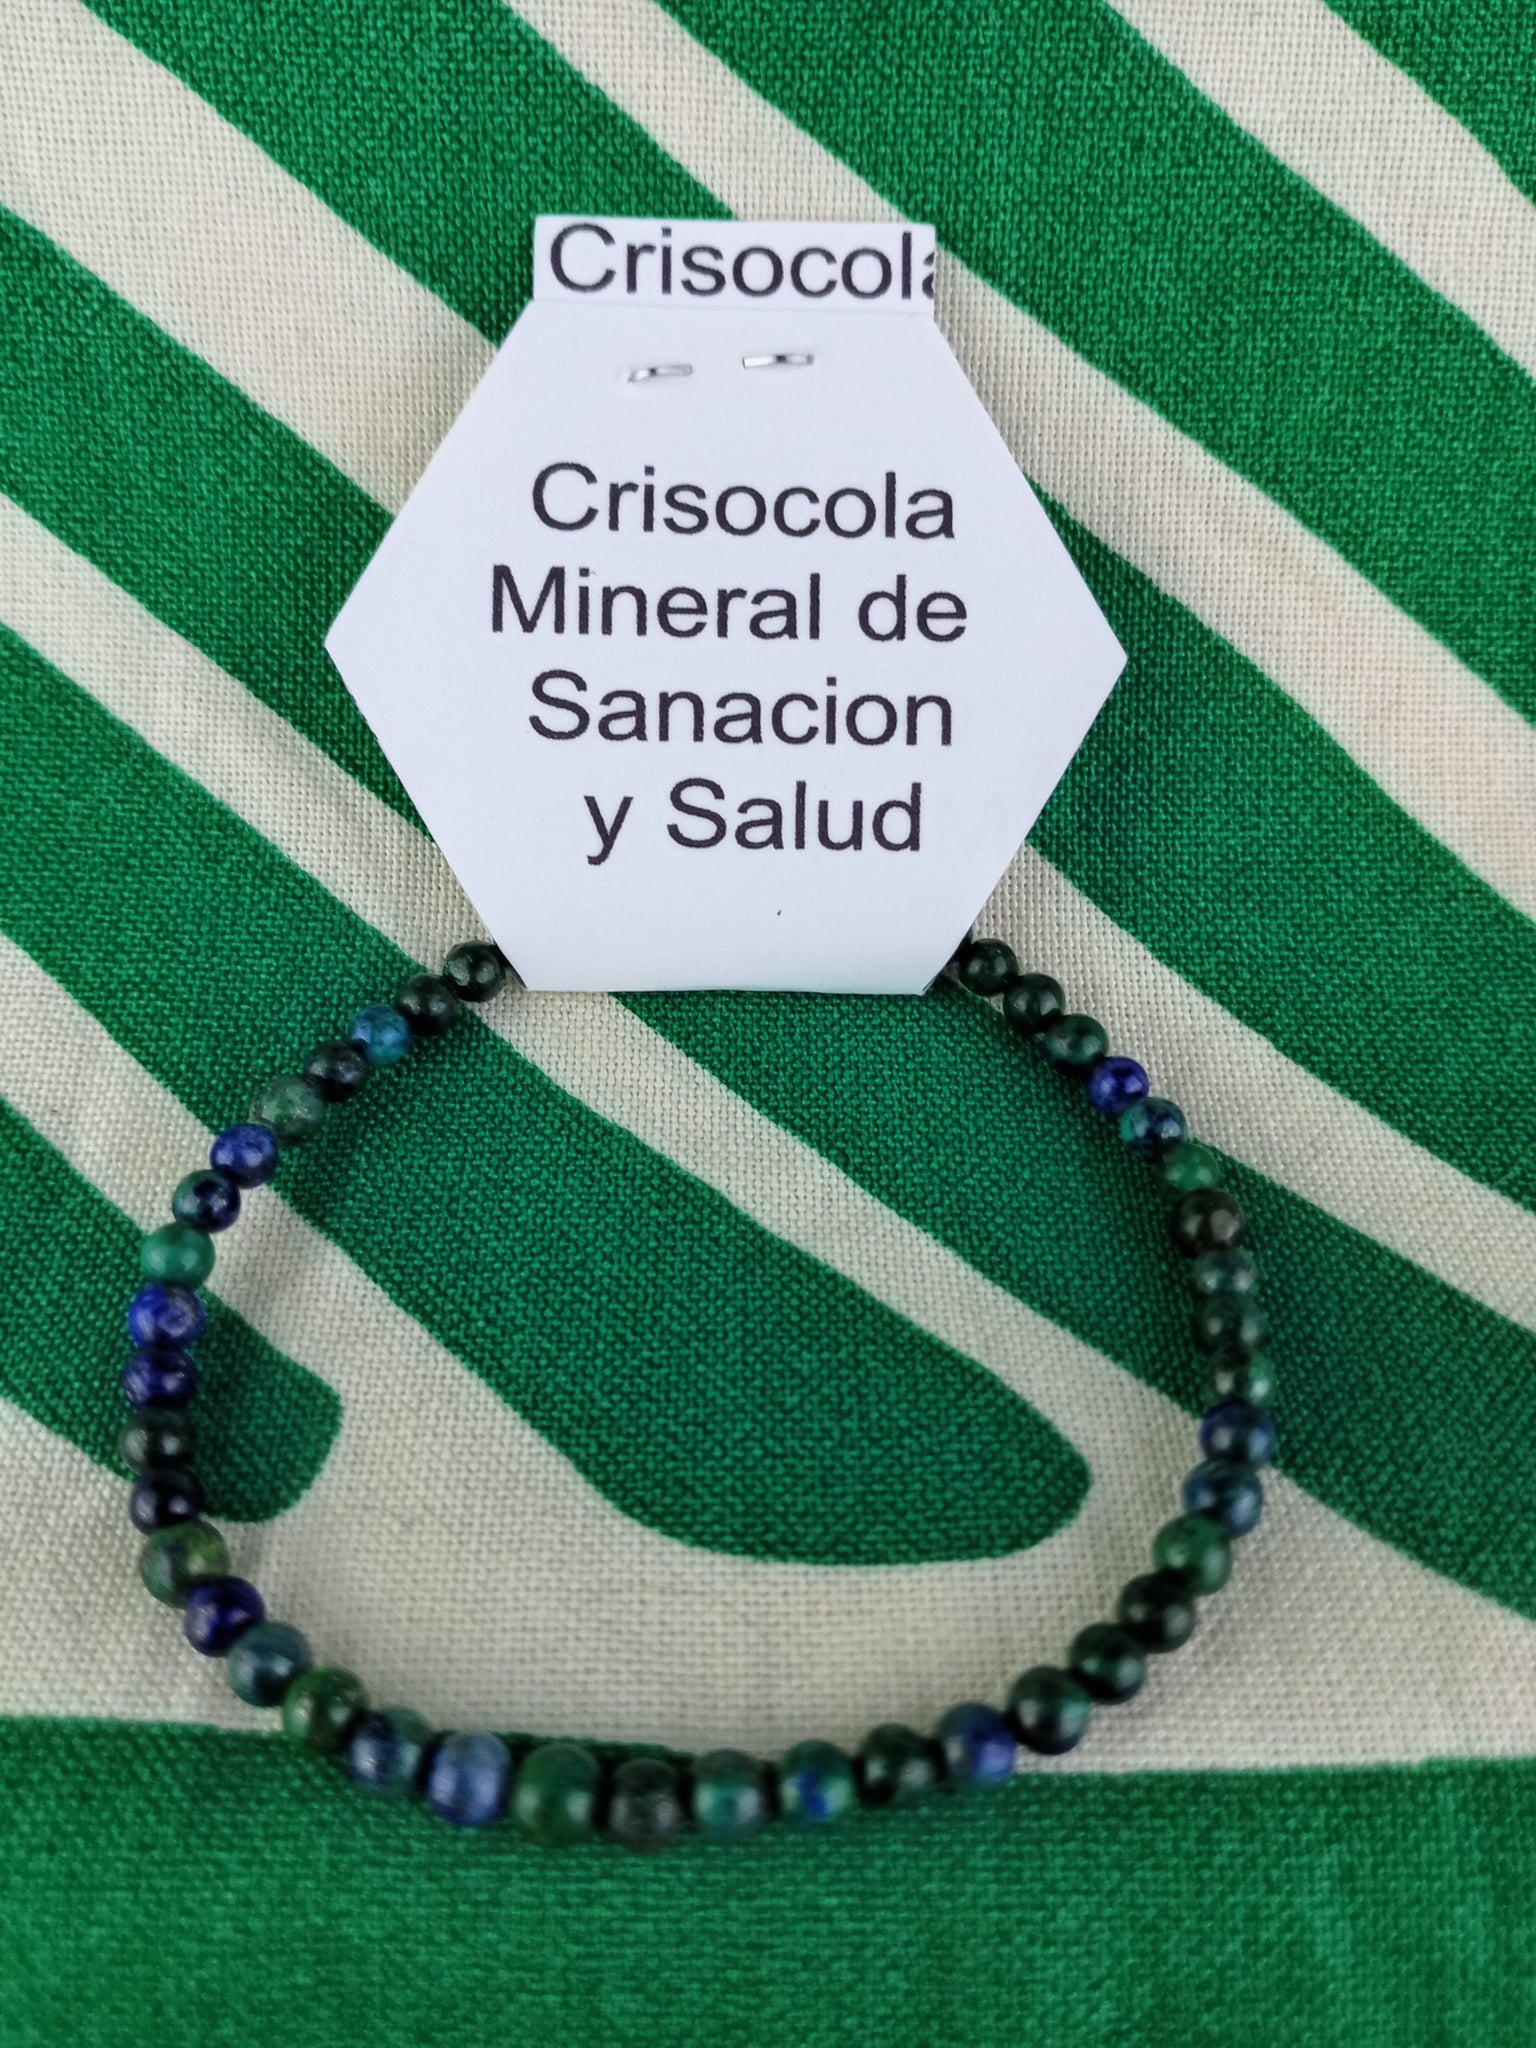 Crisocola
Crisocola
Mineral de
Sanacion
y Salud